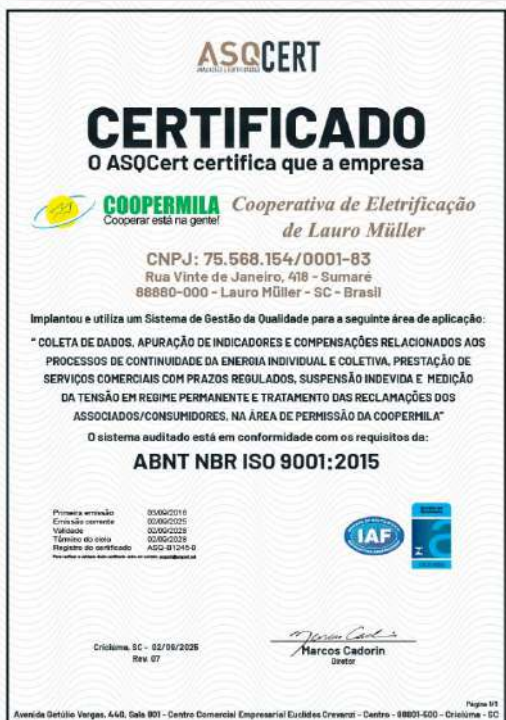 ASQCERT
CERTIFICADO
O ASQCert certifica que a empresa
COOPERMILA
Cooperar está na gente!
Cooperativa de Eletrificação
de Lauro Müller
CNPJ: 75.568.154/0001-83
Rua Vinte de Janeiro, 418 - Sumaré
88880-000 - Lauro Müller - SC - Brasil
Implantou e utiliza um Sistema de Gestão da Qualidade para a seguinte área de aplicação:
" COLETA DE DADOS, APURAÇÃO DE INDICADORES E COMPENSAÇÕES RELACIONADOS AOS
PROCESSOS DE CONTINUIDADE DA ENERGIA INDIVIDUAL E COLETIVA, PRESTAÇÃO DE
SERVIÇOS COMERCIAIS COM PRAZOS REGULADOS, SUSPENSÃO INDEVIDA E MEDIÇÃO
DA TENSÃO EM REGIME PERMANENTE E TRATAMENTO DAS RECLAMAÇÕES DOS
ASSOCIADOS/CONSUMIDORES, NA ÁREA DE PERMISSÃO DA COOPERMILA"
O sistema auditado está em conformidade com os requisitos da:
ABNT NBR ISO 9001:2015
Primeira emissão
Emissão corrente 02/09/2025
Validade 02/09/2028
Término do ciclo 02/09/2028
Registro do certificado
IAF
Criciúma, SC - 02/09/2025
Rev. 07
Marcos Cadorin
Diretor
Página 1/1
Avenida Getúlio Vargas, 440, Sala 901 - Centro Comercial Empresarial Euclides Crevanzi - Centro - 88801-500 - Criciúma - SC